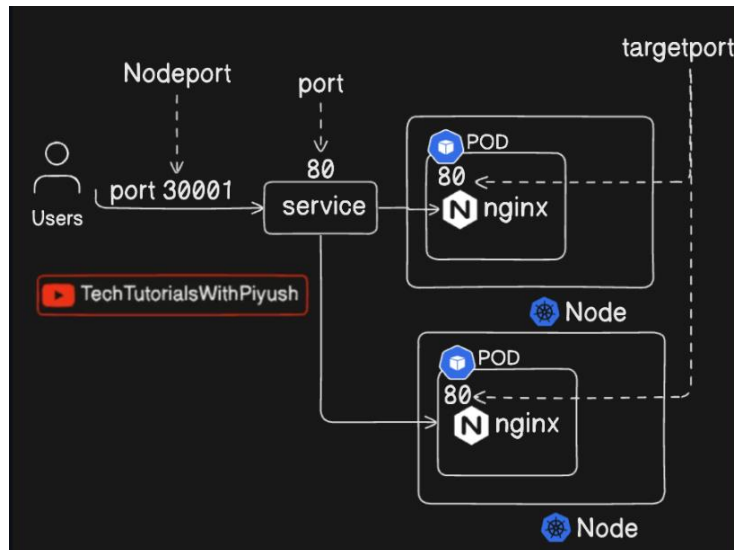 targetport
Nodeport
port
Users
port 30001
80
service
POD
80
nginx
Node
TechTutorialsWithPiyush
POD
80
nginx
Node